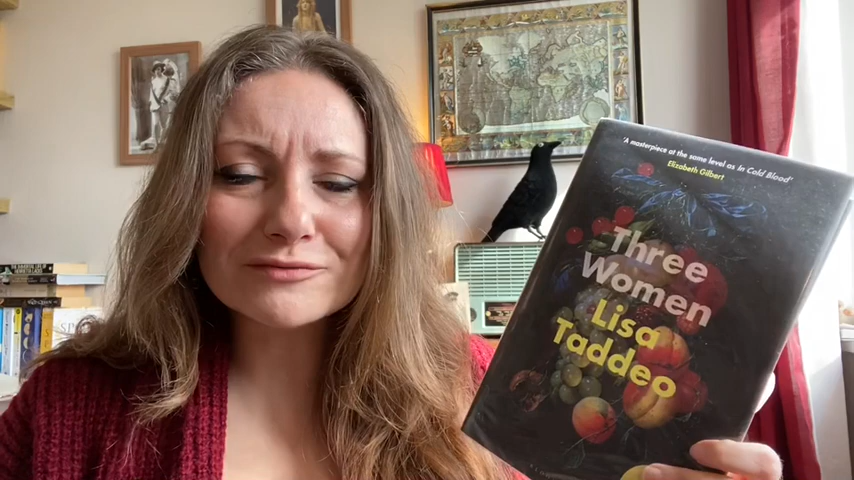 'A masterpiece at the same level as In Cold Blood'
Elizabeth Gilbert
Three
Women
Lisa
Taddeo